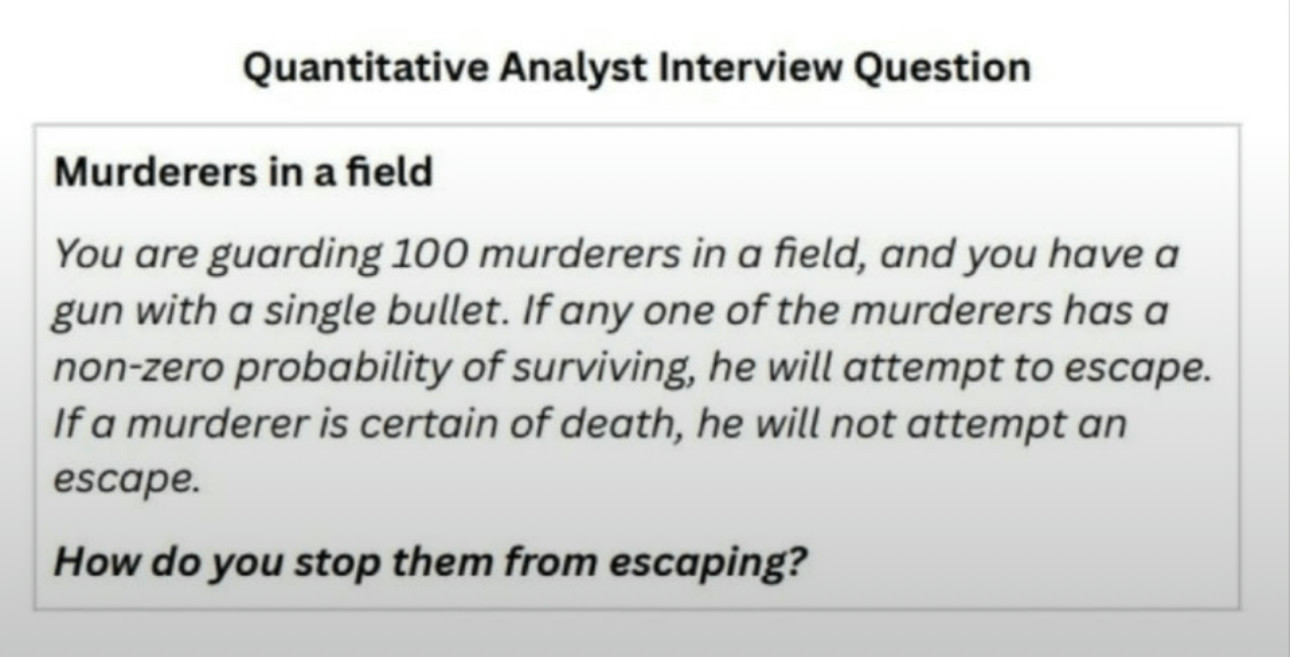 Quantitative Analyst Interview Question
Murderers in a field
You are guarding 100 murderers in a field, and you have a
gun with a single bullet. If any one of the murderers has a
non-zero probability of surviving, he will attempt to escape.
If a murderer is certain of death, he will not attempt an
escape.
How do you stop them from escaping?